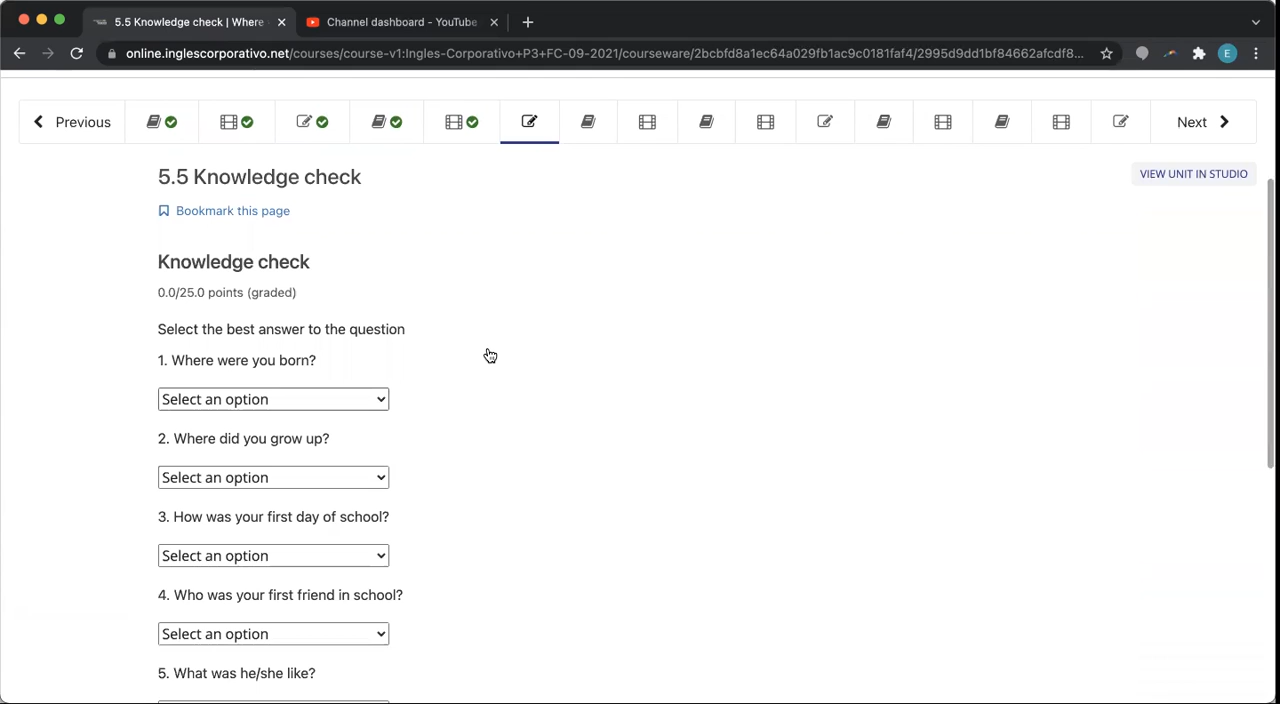 5.5 Knowledge check | Where
Channel dashboard - YouTube
online.inglescorporativo.net/courses/course-v1:Ingles-Corporativo+P3+FC-09-2021/courseware/2bcbfd8a1ec64a029fb1ac9c0181faf4/2995d9dd1bf84662afcdf8...
E
Previous
Next
5.5 Knowledge check
VIEW UNIT IN STUDIO
Bookmark this page
Knowledge check
0.0/25.0 points (graded)
Select the best answer to the question
1. Where were you born?
Select an option
2. Where did you grow up?
Select an option
3. How was your first day of school?
Select an option
4. Who was your first friend in school?
Select an option
5. What was he/she like?